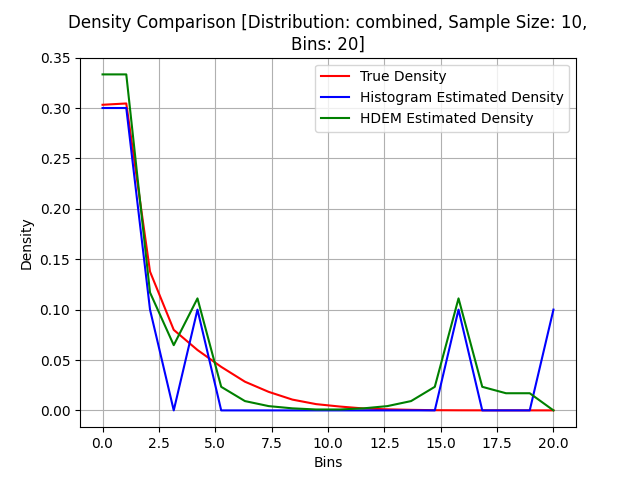 Density Comparison [Distribution: combined, Sample Size: 10,
Bins: 20]
True Density
Histogram Estimated Density
HDEM Estimated Density
Density
0.35
0.30
0.25
0.20
0.15
0.10
0.05
0.00
0.0 2.5 5.0 7.5 10.0 12.5 15.0 17.5 20.0
Bins